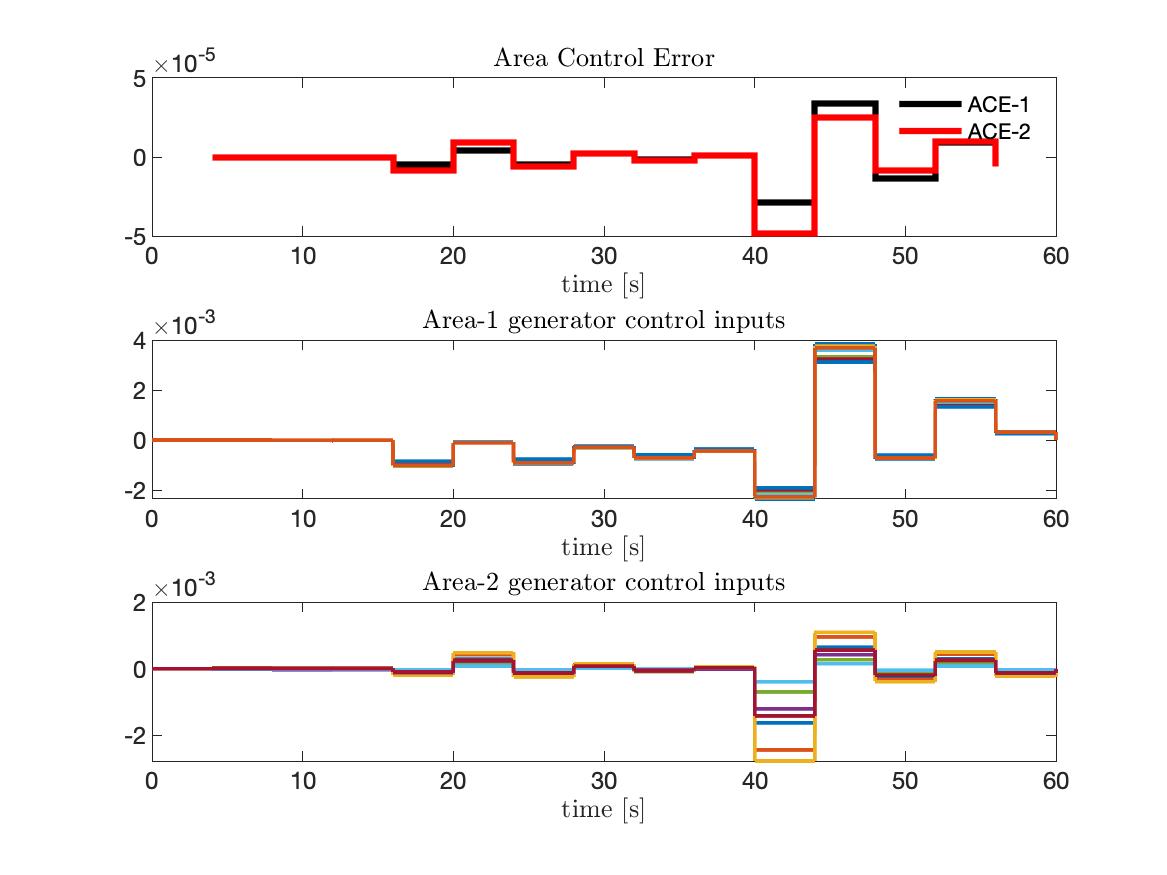 Area Control Error
×10-5
5
0
-5
ACE-1
ACE-2
0 10 20 30 40 50 60
time [s]
Area-1 generator control inputs
×10-3
4
2
0
-2
0 10 20 30 40 50 60
time [s]
Area-2 generator control inputs
×10-3
2
0
-2
0 10 20 30 40 50 60
time [s]